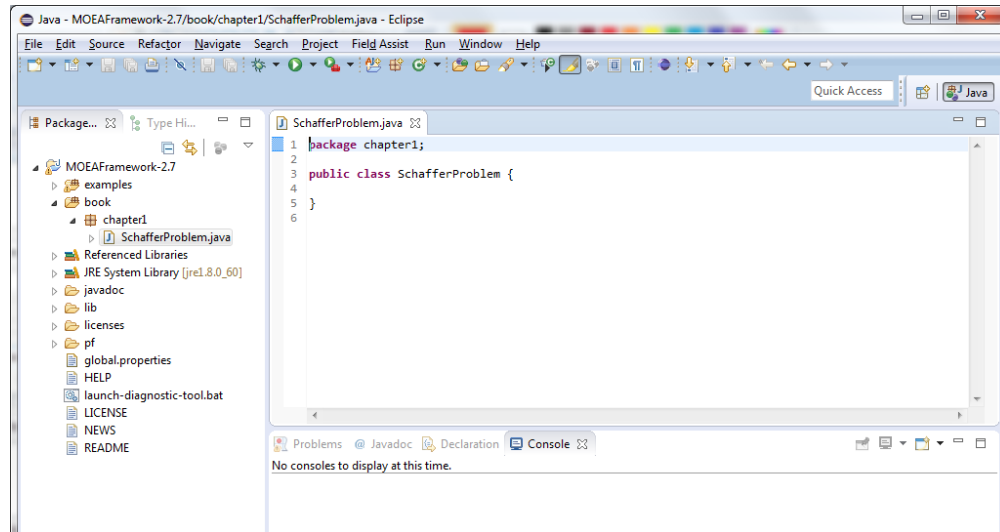 Java - MOEAFramework-2.7/book/chapter1/SchafferProblem.java - Eclipse
File Edit Source Refactor Navigate Search Project Field Assist Run Window Help
Quick Access
Java
Package...
Type Hi...
MOEAFramework-2.7
examples
book
chapter1
SchafferProblem.java
Referenced Libraries
JRE System Library [jre1.8.0_60]
javadoc
lib
licenses
pf
global.properties
HELP
launch-diagnostic-tool.bat
LICENSE
NEWS
README
SchafferProblem.java
1 package chapter1;
2
3 public class SchafferProblem {
4
5 }
6
Problems @ Javadoc Declaration Console
No consoles to display at this time.